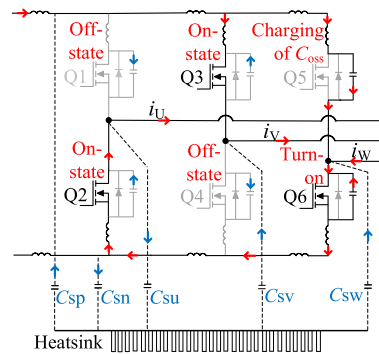 Off-
state
On-
state
Charging
of Coss
Q1
Q3
Q5
iU
iV
iW
On-
state
Off-
state
Turn-
on
Q2
Q4
Q6
Csp
Csn
Csu
Csv
Csw
Heatsink